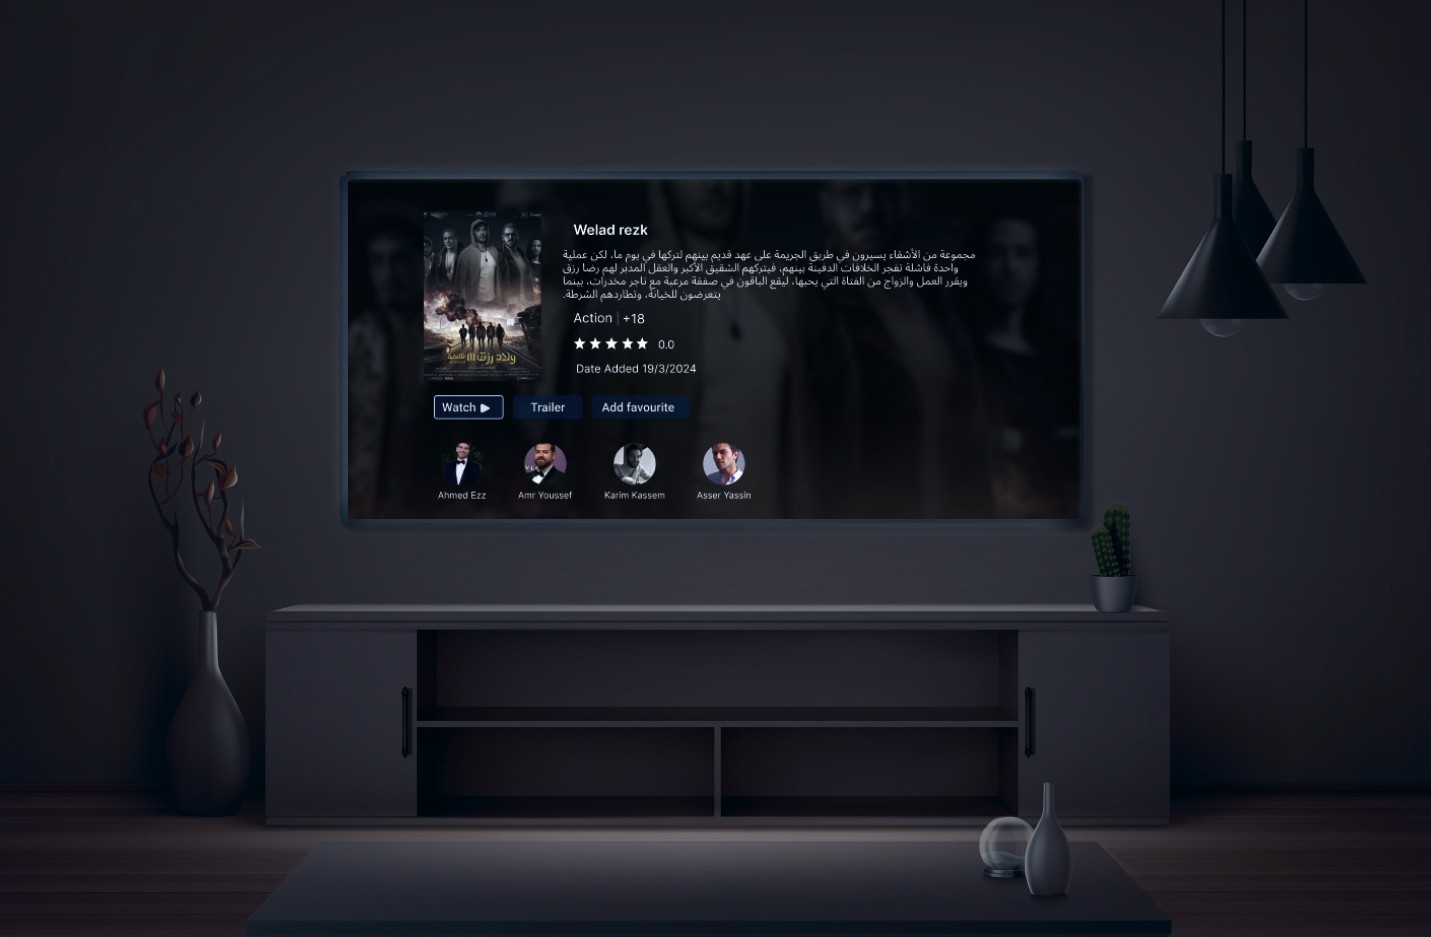 Welad rezk
مجموعة من الأشقاء يسيرون في طريق الجريمة على عهد قديم بينهم لتركها في يوم ما، لكن عملية
واحدة فاشلة تفجر الخلافات الدفينة بينهم، فيتركهم الشقيق الأكبر والعقل المدبر لهم رضا رزق
ويقرر العمل والزواج من الفتاة التي يحبها، ليقع الباقون في صفقة مرعبة مع تاجر مخدرات، بينما
يتعرضون للخيانة، وتطاردهم الشرطة.
ولاد رزق
Action | +18
0.0
Date Added 19/3/2024
Watch
Trailer
Add favourite
Ahmed Ezz
Amr Youssef
Karim Kassem
Asser Yassin